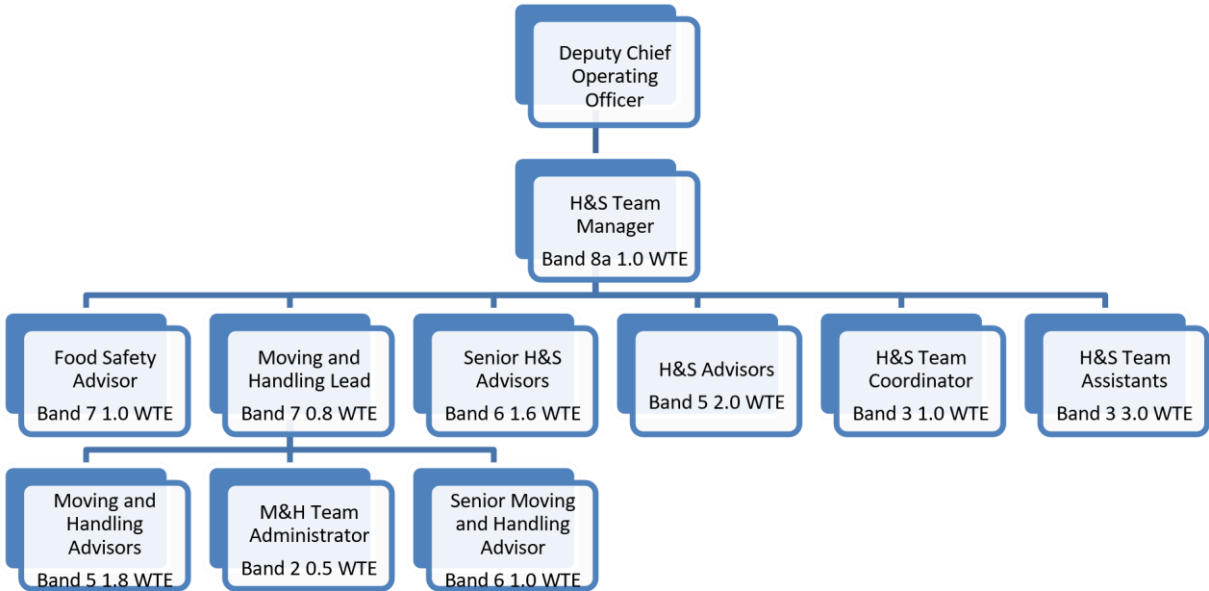 Deputy Chief
Operating
Officer
H&S Team
Manager
Band 8a 1.0 WTE
Food Safety
Advisor
Band 7 1.0 WTE
Moving and
Handling Lead
Band 7 0.8 WTE
Senior H&S
Advisors
Band 6 1.6 WTE
H&S Advisors
Band 5 2.0 WTE
H&S Team
Coordinator
Band 3 1.0 WTE
H&S Team
Assistants
Band 3 3.0 WTE
Moving and
Handling
Advisors
Band 5 1.8 WTE
M&H Team
Administrator
Band 2 0.5 WTE
Senior Moving
and Handling
Advisor
Band 6 1.0 WTE